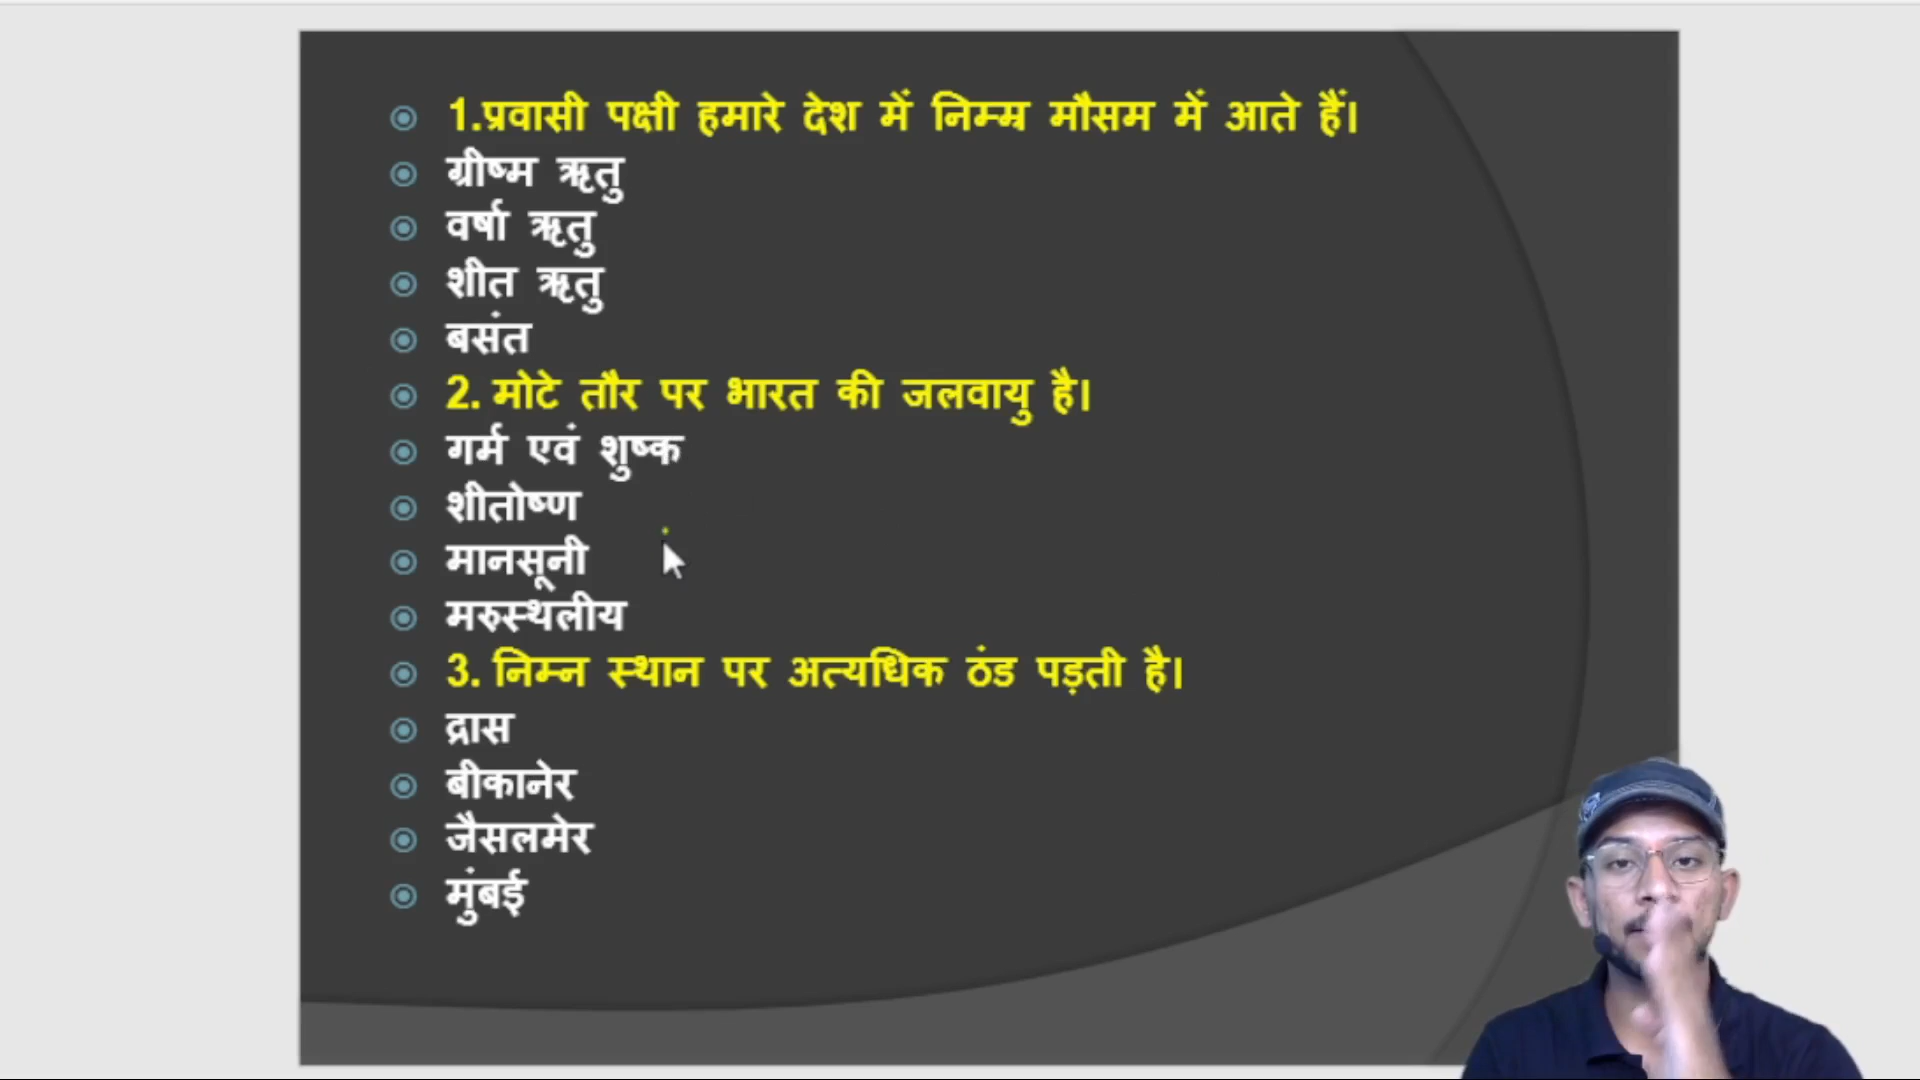 1.प्रवासी पक्षी हमारे देश में निम्म्र मौसम में आते हैं।
ग्रीष्म ऋतु
वर्षा ऋतु
शीत ऋतु
बसंत
2. मोटे तौर पर भारत की जलवायु है।
गर्म एवं शुष्क
शीतोष्ण
मानसूनी
मरुस्थलीय
3. निम्न स्थान पर अत्यधिक ठंड पड़ती है।
द्रास
बीकानेर
जैसलमेर
मुंबई